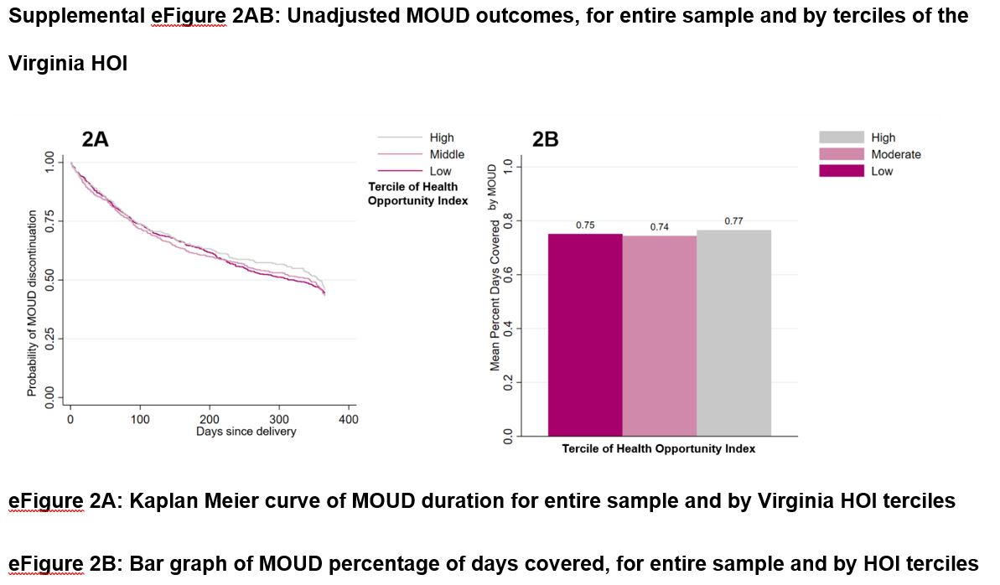 Supplemental eFigure 2AB: Unadjusted MOUD outcomes, for entire sample and by terciles of the
Virginia HOI
2A
High
Middle
Low
Tercile of Health
Opportunity Index
Probability of MOUD discontinuation
1.00
0.75
0.50
0.25
0.00
0
100
200
300
400
Days since delivery
2B
High
Moderate
Low
Mean Percent Days Covered by MOUD
1.0
0.8
0.6
0.4
0.2
0.0
0.75
0.74
0.77
Tercile of Health Opportunity Index
eFigure 2A: Kaplan Meier curve of MOUD duration for entire sample and by Virginia HOI terciles
eFigure 2B: Bar graph of MOUD percentage of days covered, for entire sample and by HOI terciles